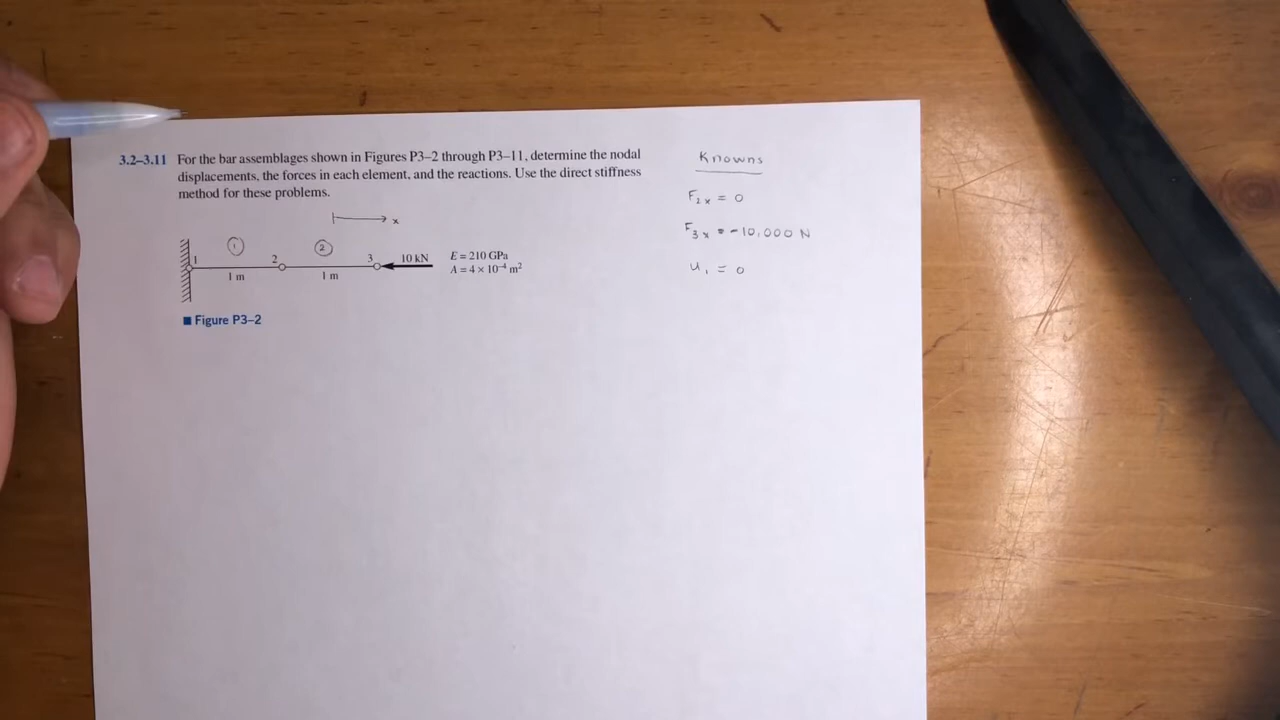 3.2–3.11 For the bar assemblages shown in Figures P3–2 through P3–11, determine the nodal
displacements, the forces in each element, and the reactions. Use the direct stiffness
method for these problems.
x
① ②
1 2 3 10 kN E = 210 GPa
1 m 1 m A = 4 × 10⁻⁴ m²
■ Figure P3–2
Knowns
F₂ₓ = 0
F₃ₓ = -10,000 N
u₁ = 0